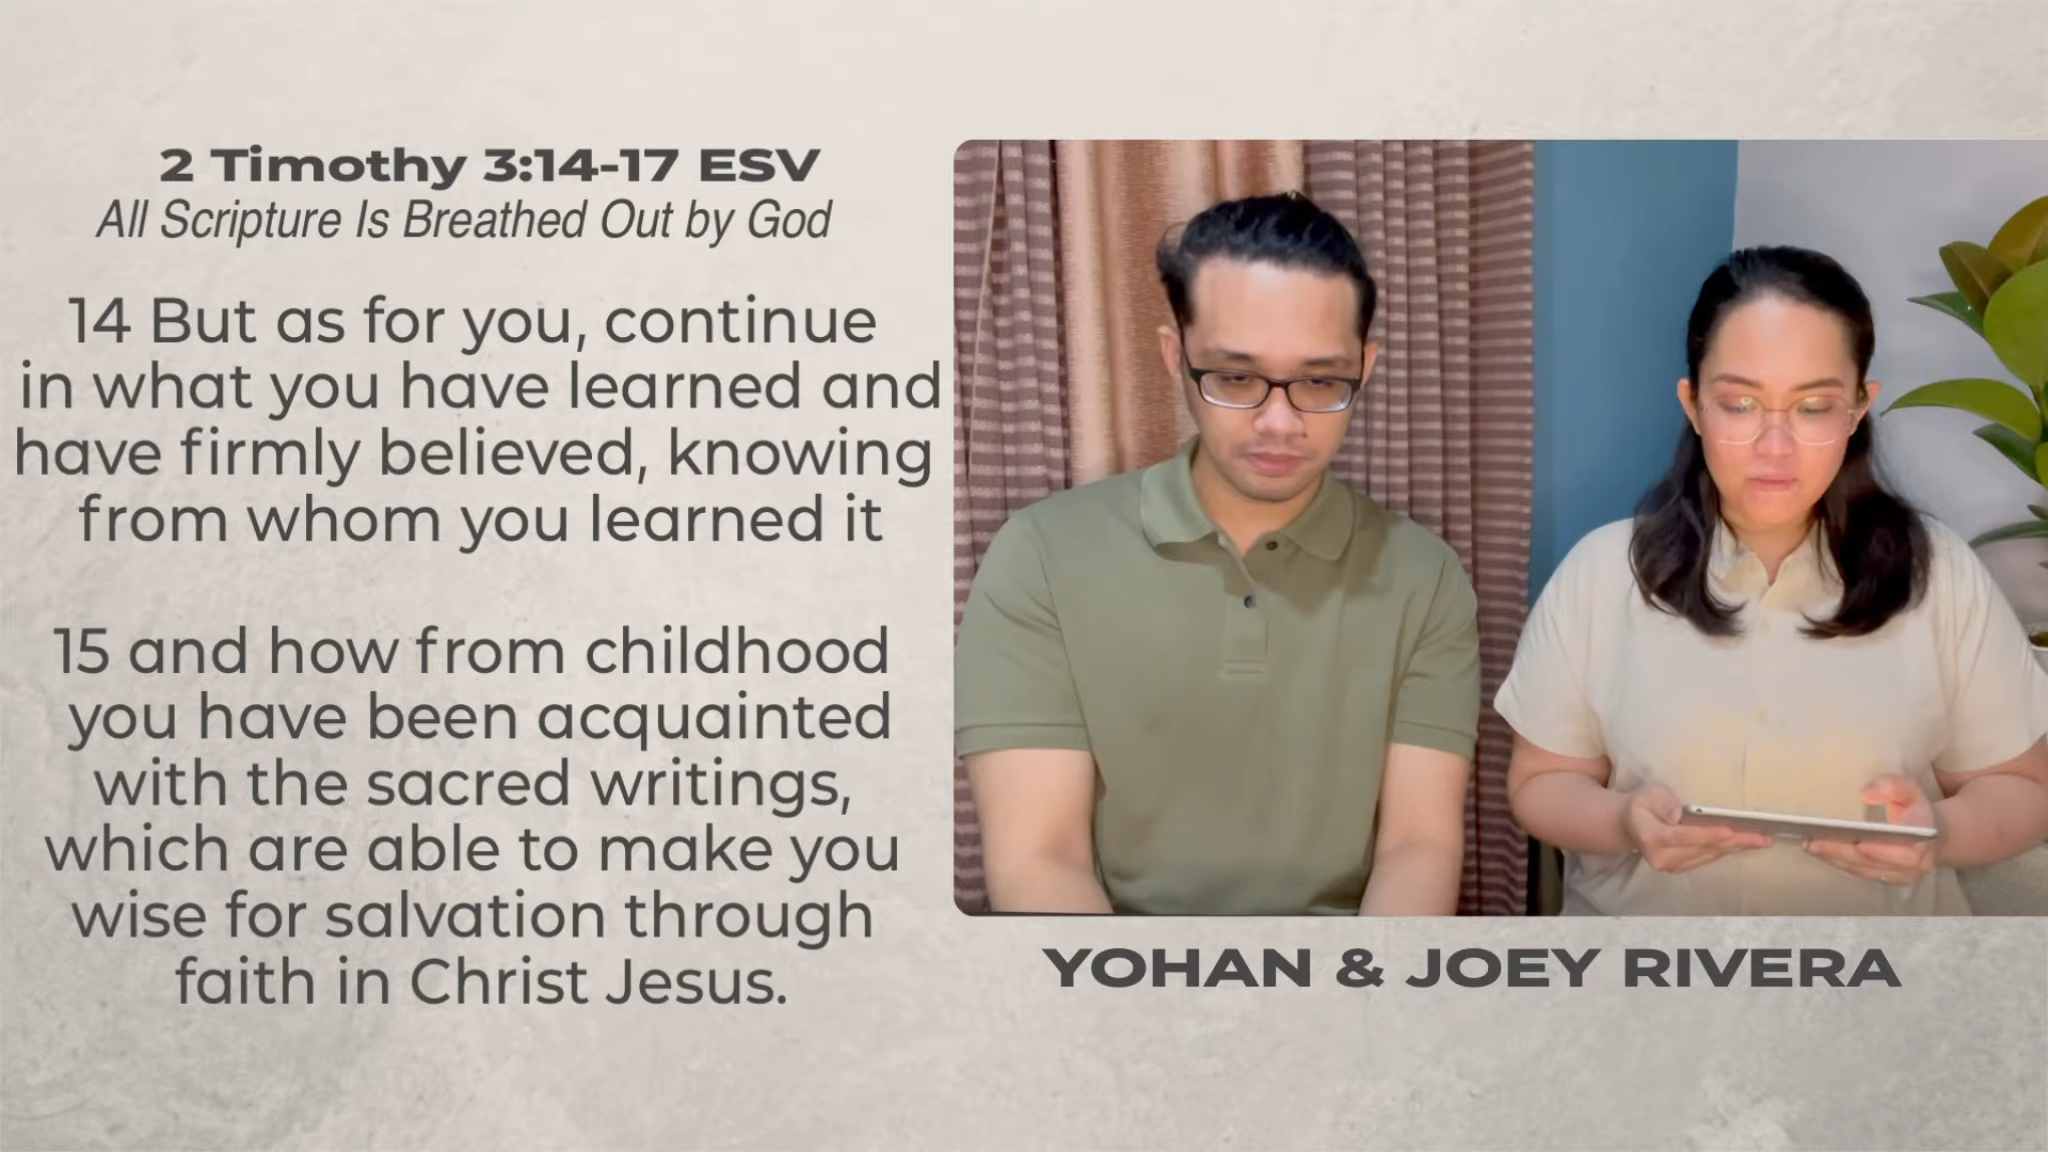 2 Timothy 3:14-17 ESV
All Scripture Is Breathed Out by God
14 But as for you, continue
in what you have learned and
have firmly believed, knowing
from whom you learned it
15 and how from childhood
you have been acquainted
with the sacred writings,
which are able to make you
wise for salvation through
faith in Christ Jesus.
YOHAN & JOEY RIVERA